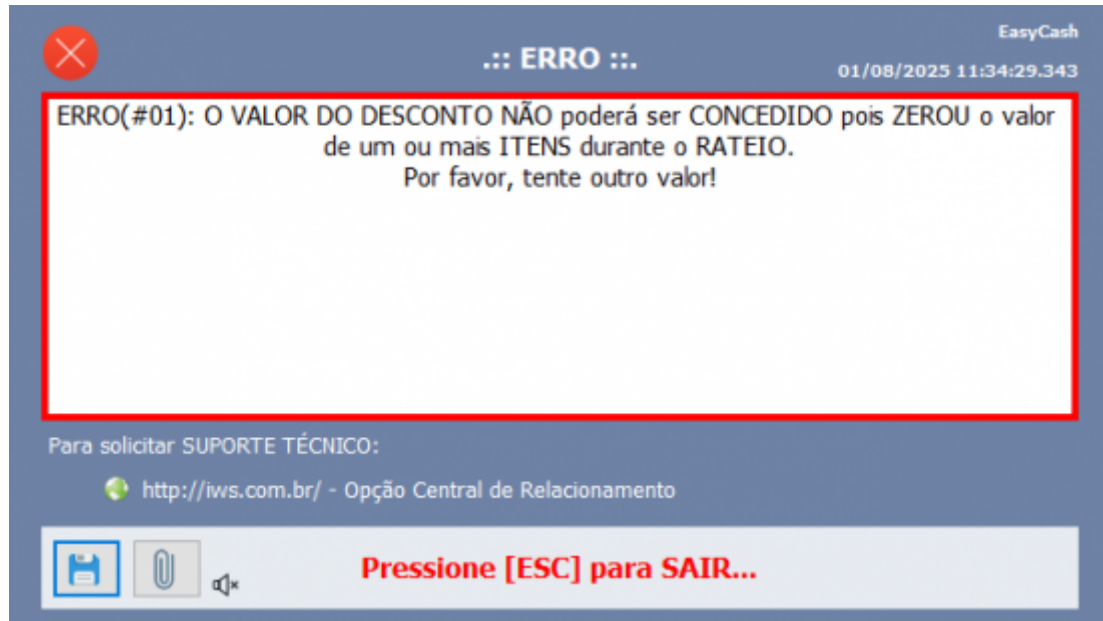 EasyCash
.:: ERRO ::.
01/08/2025 11:34:29.343
ERRO(#01): O VALOR DO DESCONTO NÃO poderá ser CONCEDIDO pois ZEROU o valor
de um ou mais ITENS durante o RATEIO.
Por favor, tente outro valor!
Para solicitar SUPORTE TÉCNICO:
http://iws.com.br/ - Opção Central de Relacionamento
Pressione [ESC] para SAIR...